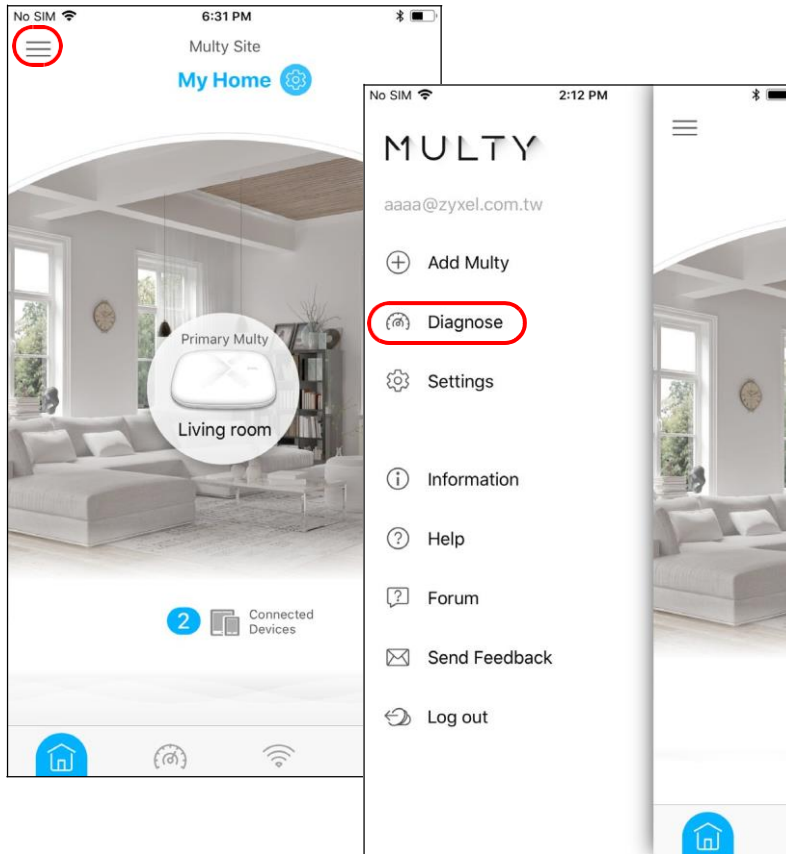 No SIM 6:31 PM
Multy Site
My Home
Primary Multy
Living room
2 Connected
Devices
No SIM 2:12 PM
MULTY
aaaa@zyxel.com.tw
Add Multy
Diagnose
Settings
Information
Help
Forum
Send Feedback
Log out